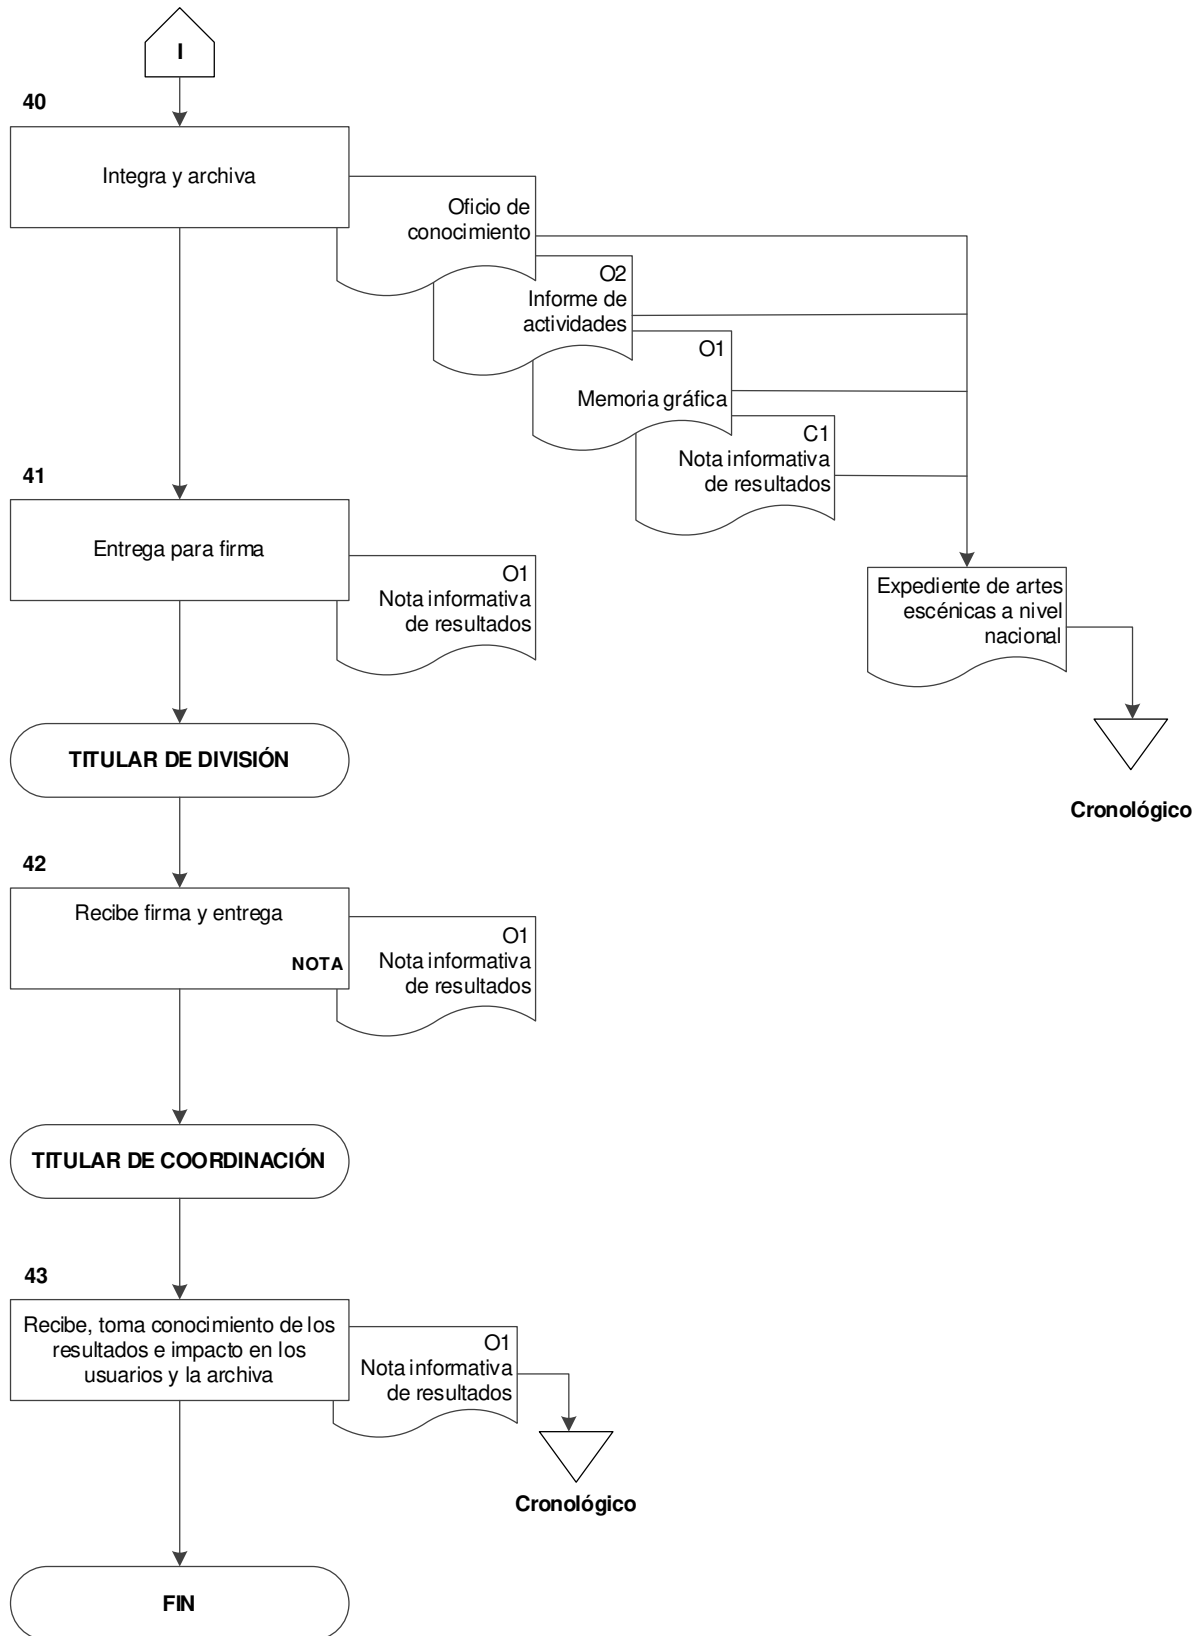 I
40
Integra y archiva
Oficio de
conocimiento
O2
Informe de
actividades
O1
Memoria gráfica
C1
Nota informativa
de resultados
Expediente de artes
escénicas a nivel
nacional
Cronológico
41
Entrega para firma
O1
Nota informativa
de resultados
TITULAR DE DIVISIÓN
42
Recibe firma y entrega
NOTA
O1
Nota informativa
de resultados
TITULAR DE COORDINACIÓN
43
Recibe, toma conocimiento de los
resultados e impacto en los
usuarios y la archiva
O1
Nota informativa
de resultados
Cronológico
FIN